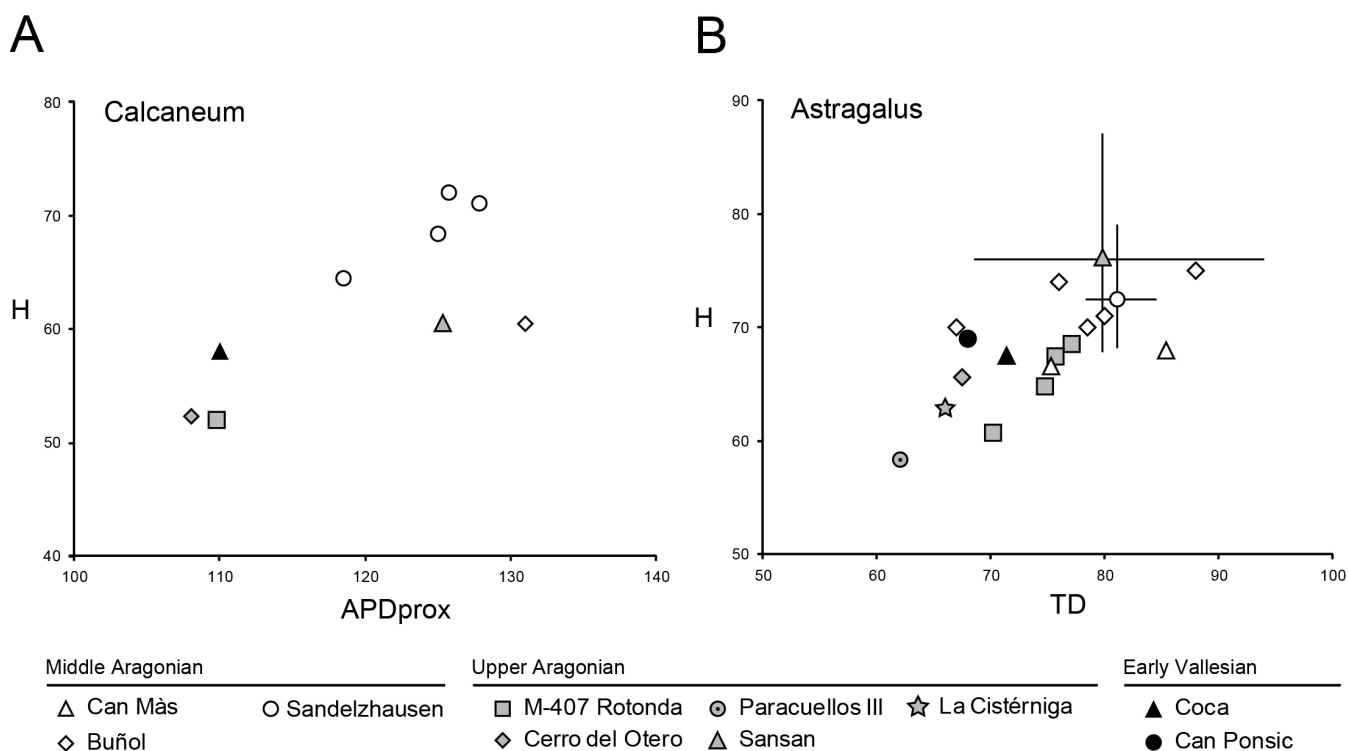 A
B
80
Calcaneum
70
H
60
50
40
100
110
120
130
140
APDprox
90
Astragalus
80
70
H
60
50
50
60
70
80
90
100
TD
Middle Aragonian
Can Màs
Sandelzhausen
Buñol
Upper Aragonian
M-407 Rotonda
Paracuellos III
La Cistérniga
Cerro del Otero
Sansan
Early Vallesian
Coca
Can Ponsic